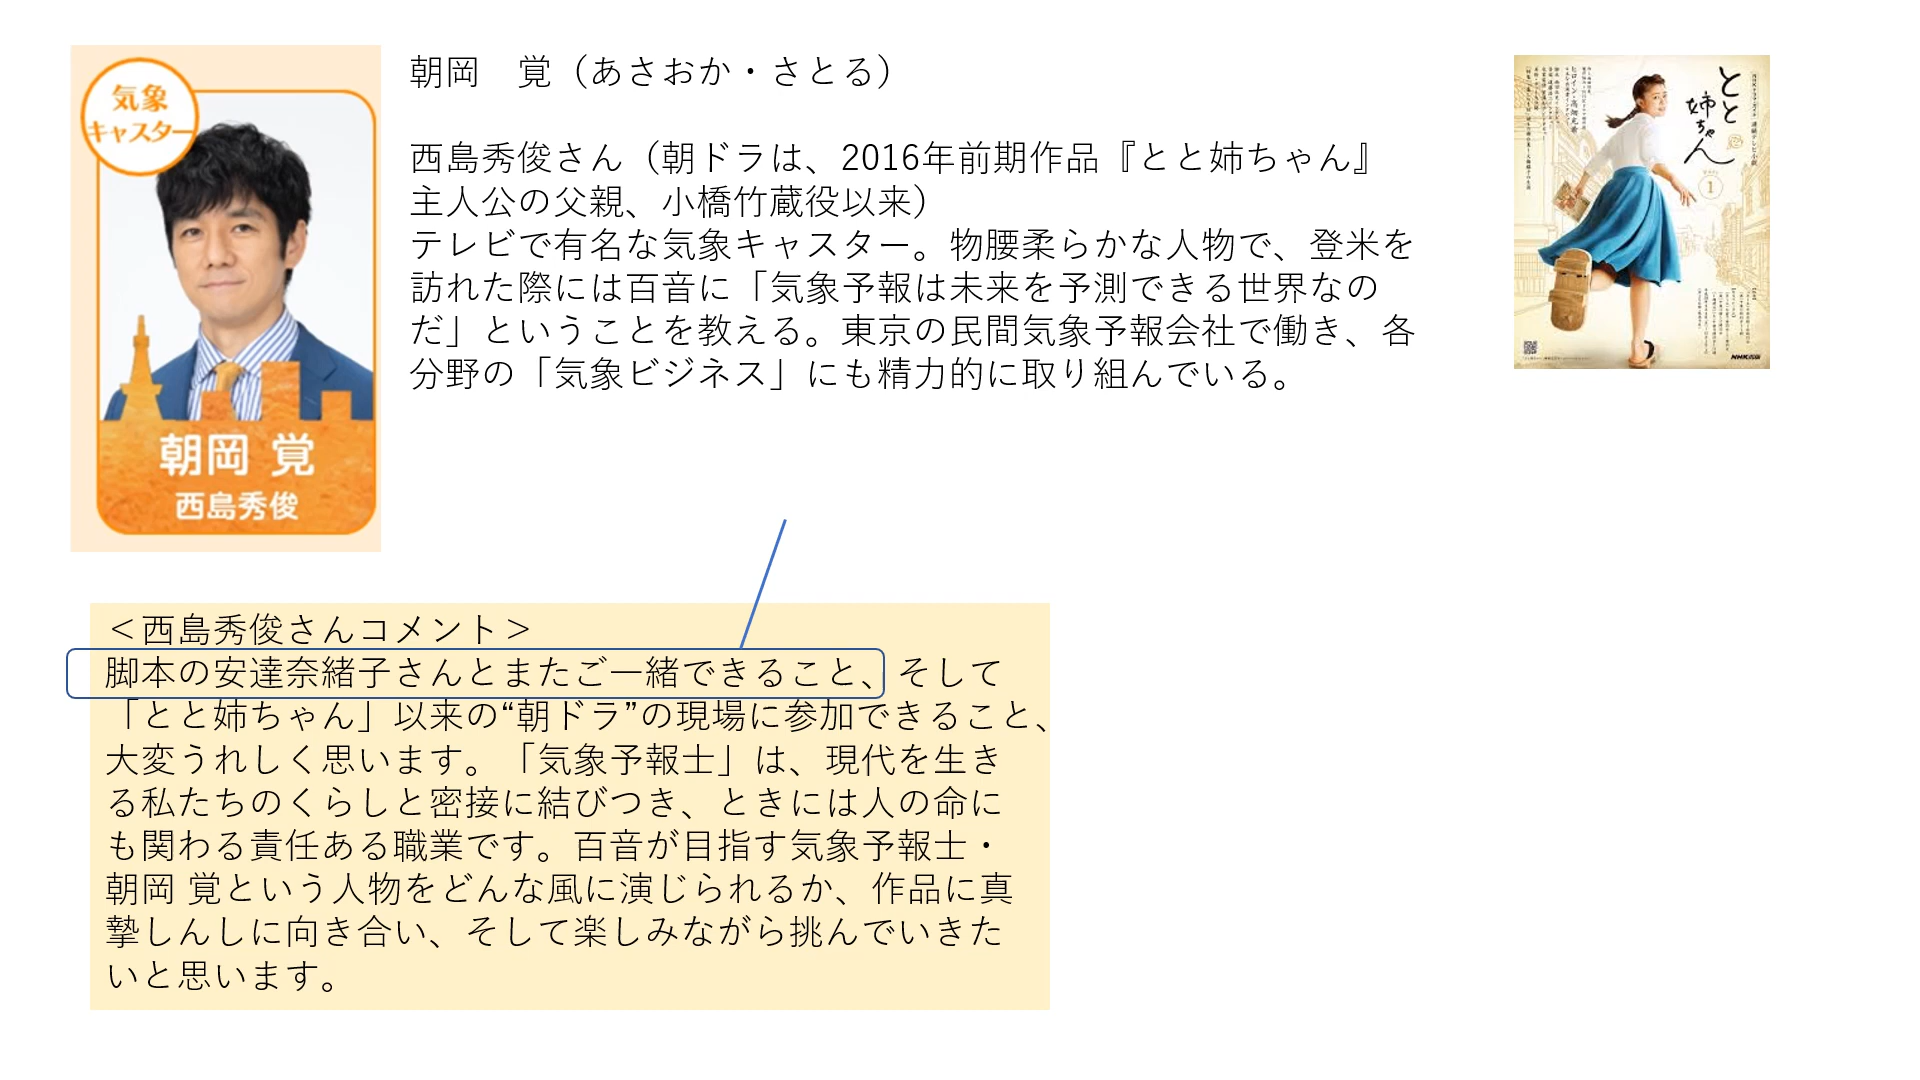 気象
キャスター
朝岡 覚
西島秀俊
朝岡　覚（あさおか・さとる）
西島秀俊さん（朝ドラは、2016年前期作品『とと姉ちゃん』
主人公の父親、小橋竹蔵役以来）
テレビで有名な気象キャスター。物腰柔らかな人物で、登米を
訪れた際には百音に「気象予報は未来を予測できる世界なの
だ」ということを教える。東京の民間気象予報会社で働き、各
分野の「気象ビジネス」にも精力的に取り組んでいる。
とと
姉ちゃん
1
ヒロイン・高畑充希
NHK出版
＜西島秀俊さんコメント＞
脚本の安達奈緒子さんとまたご一緒できること、そして
「とと姉ちゃん」以来の“朝ドラ”の現場に参加できること、
大変うれしく思います。「気象予報士」は、現代を生き
る私たちのくらしと密接に結びつき、ときには人の命に
も関わる責任ある職業です。百音が目指す気象予報士・
朝岡 覚という人物をどんな風に演じられるか、作品に真
摯しんしに向き合い、そして楽しみながら挑んでいきた
いと思います。